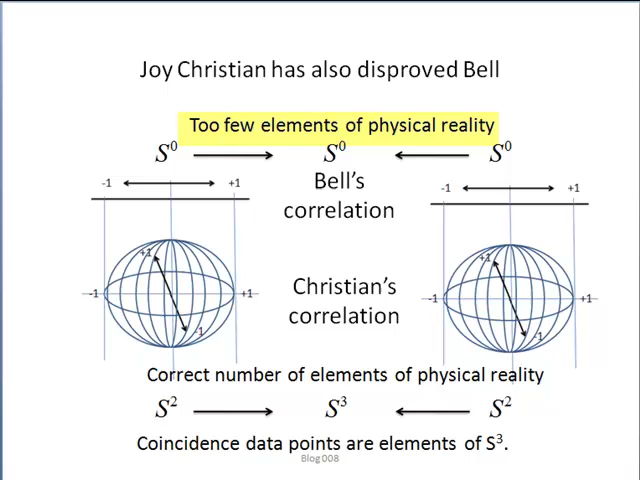 Joy Christian has also disproved Bell
Too few elements of physical reality
S⁰ → S⁰ ← S⁰
-1 +1 -1 +1
Bell's
correlation
+1 +1
-1 +1 -1 +1
Christian's
correlation
-1 -1
Correct number of elements of physical reality
S² → S³ ← S²
Coincidence data points are elements of S³.
Blog 008